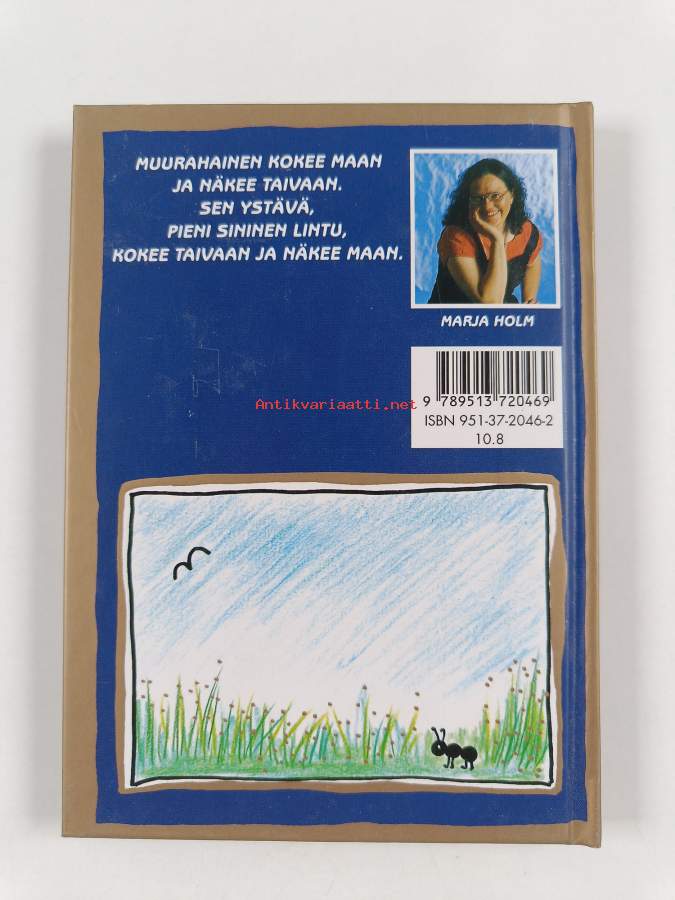 MUURAHAINEN KOKEE MAAN
JA NÄKEE TAIVAAN.
SEN YSTÄVÄ,
PIENI SININEN LINTU,
KOKEE TAIVAAN JA NÄKEE MAAN.
MARJA HOLM
Antikvariaatti.net
9 789513 720469
ISBN 951-37-2046-2
10.8